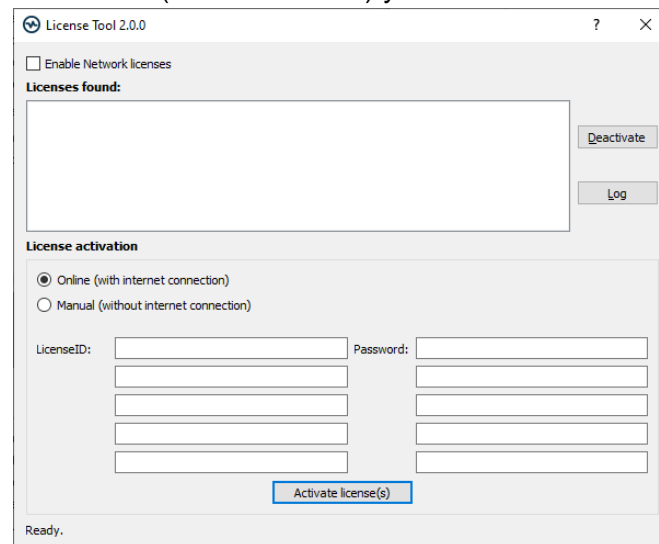 License Tool 2.0.0
Enable Network licenses
Licenses found:
Deactivate
Log
License activation
Online (with internet connection)
Manual (without internet connection)
LicenseID:
Password:
Activate license(s)
Ready.